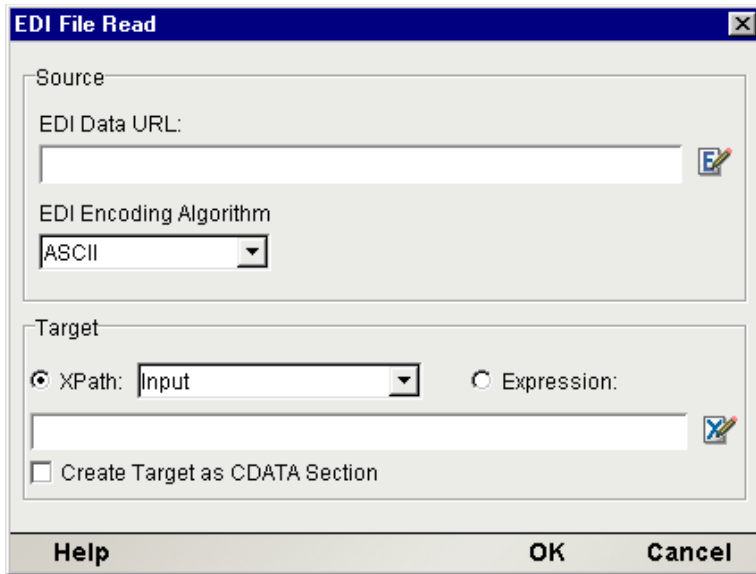 EDI File Read
Source
EDI Data URL:
E
EDI Encoding Algorithm
ASCII
Target
XPath: Input Expression:
X
Create Target as CDATA Section
Help OK Cancel